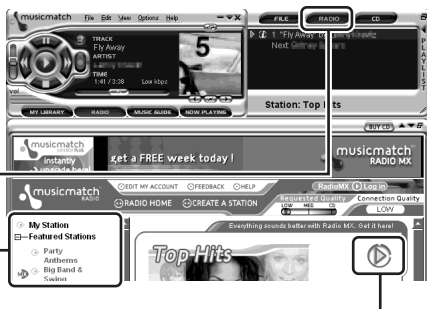 musicmatch File Edit View Options Help
FILE RADIO CD
TRACK
Fly Away
ARTIST
TIME
1:41 / 3:38 Low kbps
vol
5
1 "Fly Away" by
Next:
PLAYLIST
Station: Top Hits
MY LIBRARY RADIO MUSIC GUIDE NOW PLAYING
BUY CD
musicmatch
instantly
upgrade here!
get a FREE week today !
musicmatch
RADIO MX
musicmatch
EDIT MY ACCOUNT FEEDBACK HELP
RADIO HOME CREATE A STATION
RadioMX Log in
Requested Quality Connection Quality
LOW MED CD
LOW
My Station
Featured Stations
Party
Anthems
Big Band &
Swing
Everything sounds better with Radio MX. Get it here!
Top Hits